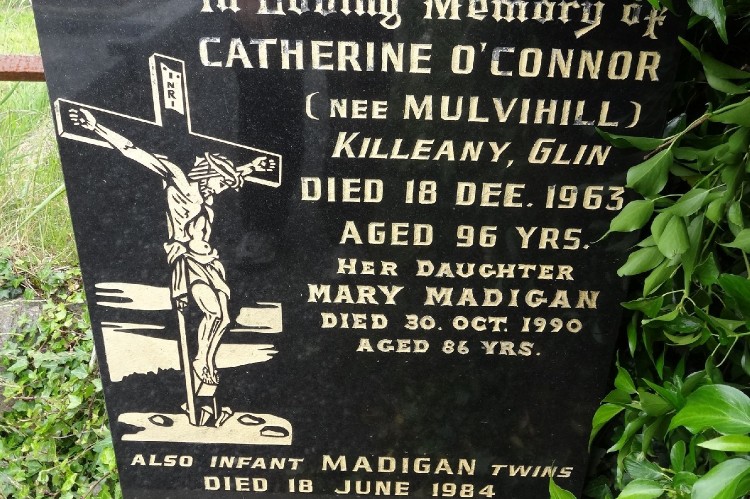 In Loving Memory of
CATHERINE O'CONNOR
( NEE MULVIHILL )
KILLEANY, GLIN
DIED 18 DEE. 1963
AGED 96 YRS.
HER DAUGHTER
MARY MADIGAN
DIED 30. OCT. 1990
AGED 86 YRS.
INRI
ALSO INFANT MADIGAN TWINS
DIED 18 JUNE 1984